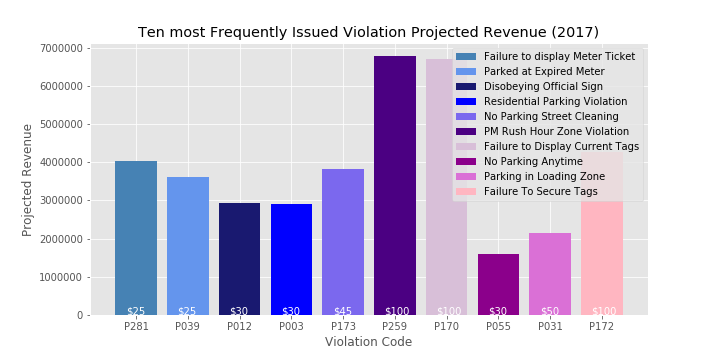 Ten most Frequently Issued Violation Projected Revenue (2017)
7000000
6000000
5000000
4000000
3000000
2000000
1000000
0
Projected Revenue
Failure to display Meter Ticket
Parked at Expired Meter
Disobeying Official Sign
Residential Parking Violation
No Parking Street Cleaning
PM Rush Hour Zone Violation
Failure to Display Current Tags
No Parking Anytime
Parking in Loading Zone
Failure To Secure Tags
$25 $25 $30 $30 $45 $100 $100 $30 $50 $100
P281 P039 P012 P003 P173 P259 P170 P055 P031 P172
Violation Code